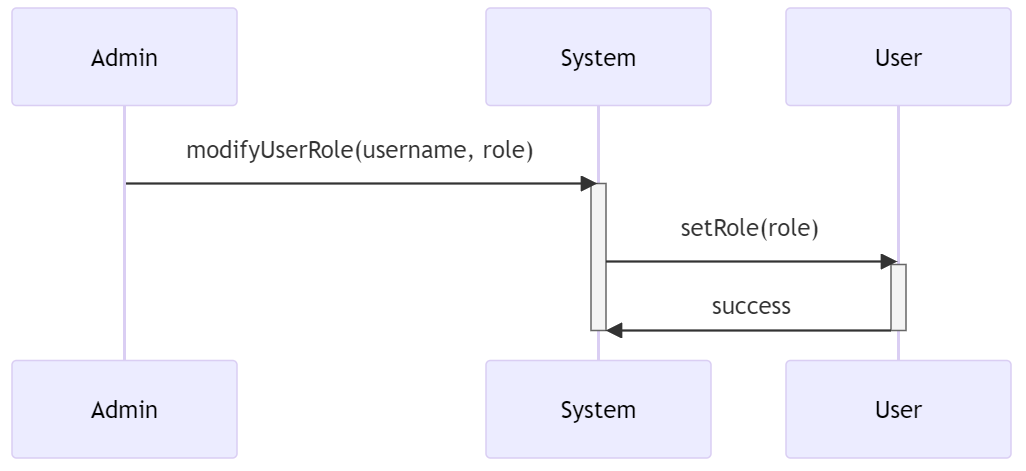 Admin
System
User
modifyUserRole(username, role)
setRole(role)
success
Admin
System
User